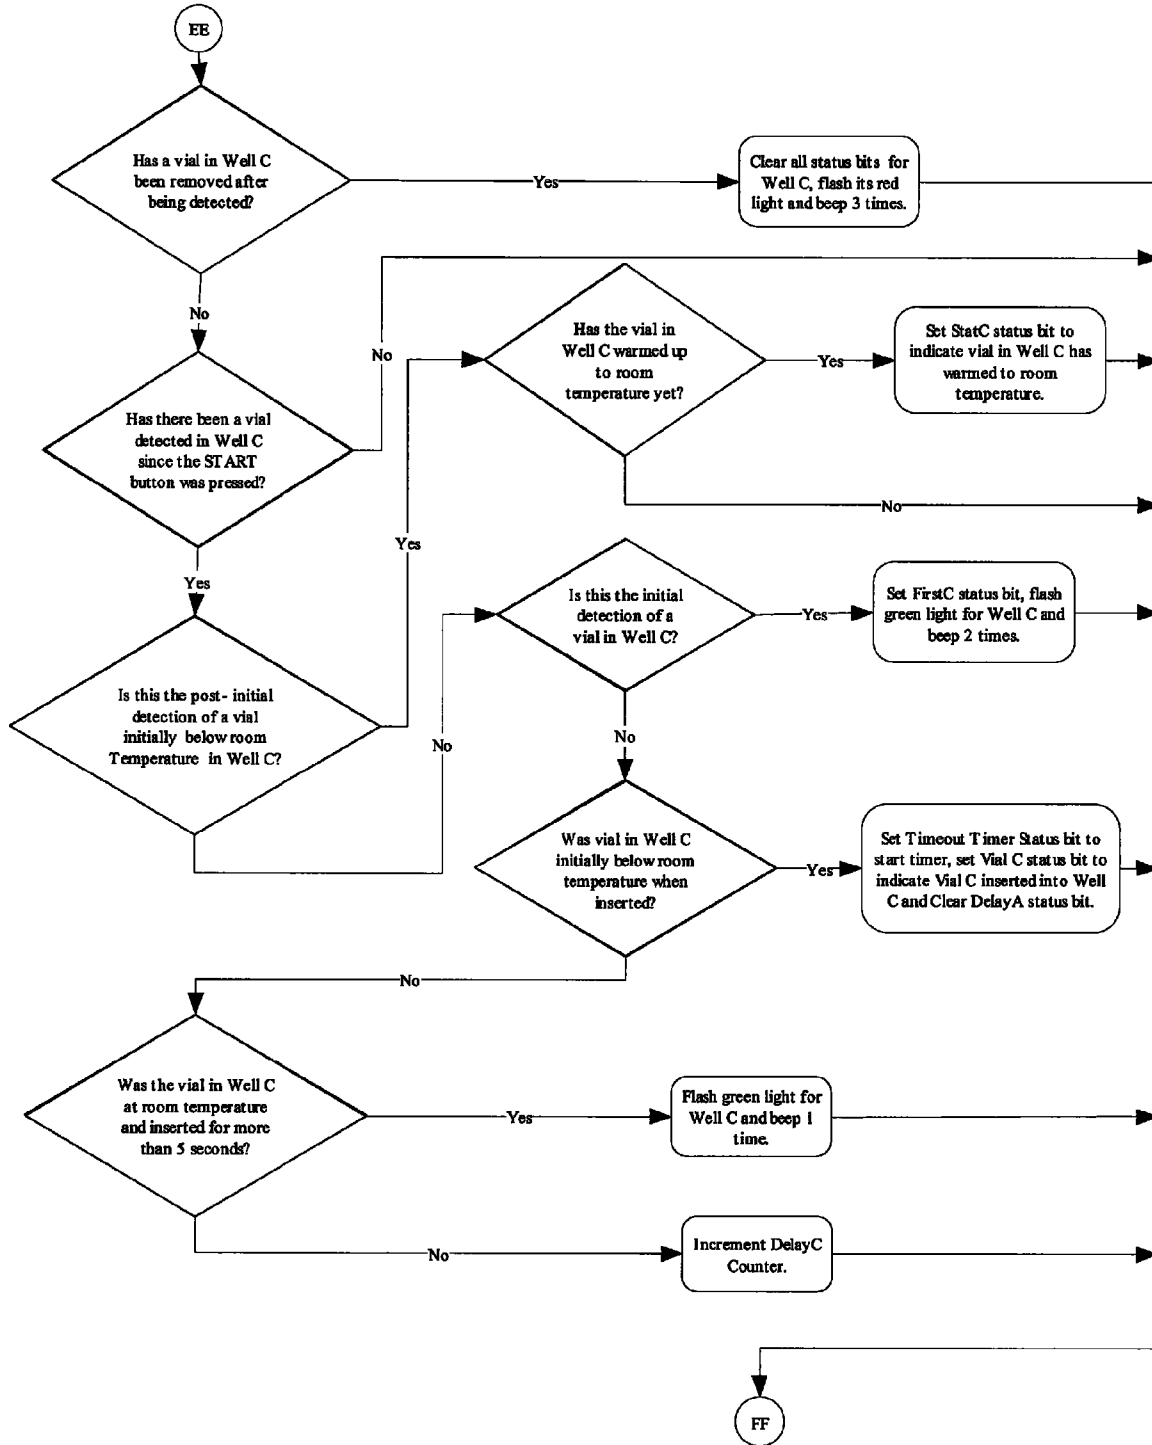 EE
Has a vial in Well C
been removed after
being detected?
Yes
Clear all status bits for
Well C, flash its red
light and beep 3 times.
No
Has there been a vial
detected in Well C
since the START
button was pressed?
No
Has the vial in
Well C warmed up
to room
temperature yet?
Yes
Set StatC status bit to
indicate vial in Well C has
warmed to room
temperature.
No
Yes
Yes
Is this the post- initial
detection of a vial
initially below room
Temperature in Well C?
No
Is this the initial
detection of a
vial in Well C?
Yes
Set FirstC status bit, flash
green light for Well C and
beep 2 times.
No
Was vial in Well C
initially below room
temperature when
inserted?
Yes
Set Timeout Timer Status bit to
start timer, set Vial C status bit to
indicate Vial C inserted into Well
C and Clear DelayA status bit.
No
Was the vial in Well C
at room temperature
and inserted for more
than 5 seconds?
Yes
Flash green light for
Well C and beep 1
time.
No
Increment DelayC
Counter.
FF